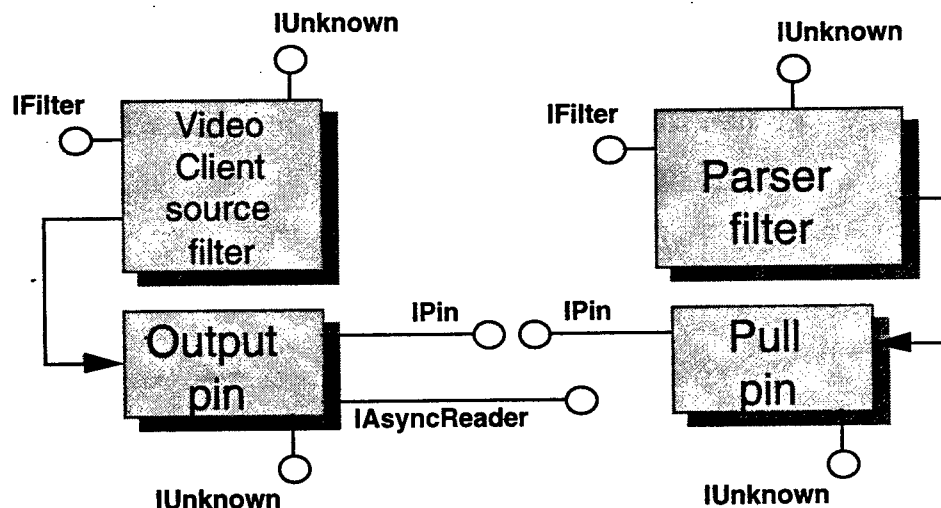 IUnknown
IUnknown
IFilter
IFilter
Video
Client
source
filter
Parser
filter
IPin
IPin
Output
pin
Pull
pin
IAsyncReader
IUnknown
IUnknown